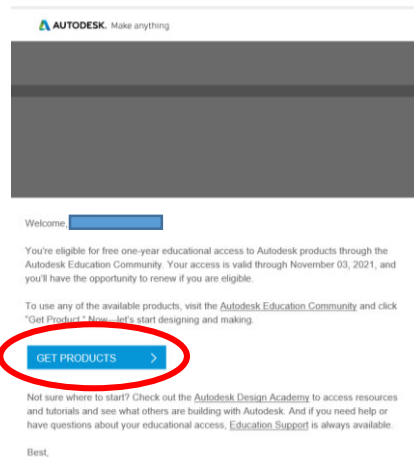 AUTODESK. Make anything
Welcome,
You're eligible for free one-year educational access to Autodesk products through the
Autodesk Education Community. Your access is valid through November 03, 2021, and
you'll have the opportunity to renew if you are eligible.
To use any of the available products, visit the Autodesk Education Community and click
"Get Product." Now—let's start designing and making.
GET PRODUCTS >
Not sure where to start? Check out the Autodesk Design Academy to access resources
and tutorials and see what others are building with Autodesk. And if you need help or
have questions about your educational access, Education Support is always available.
Best,